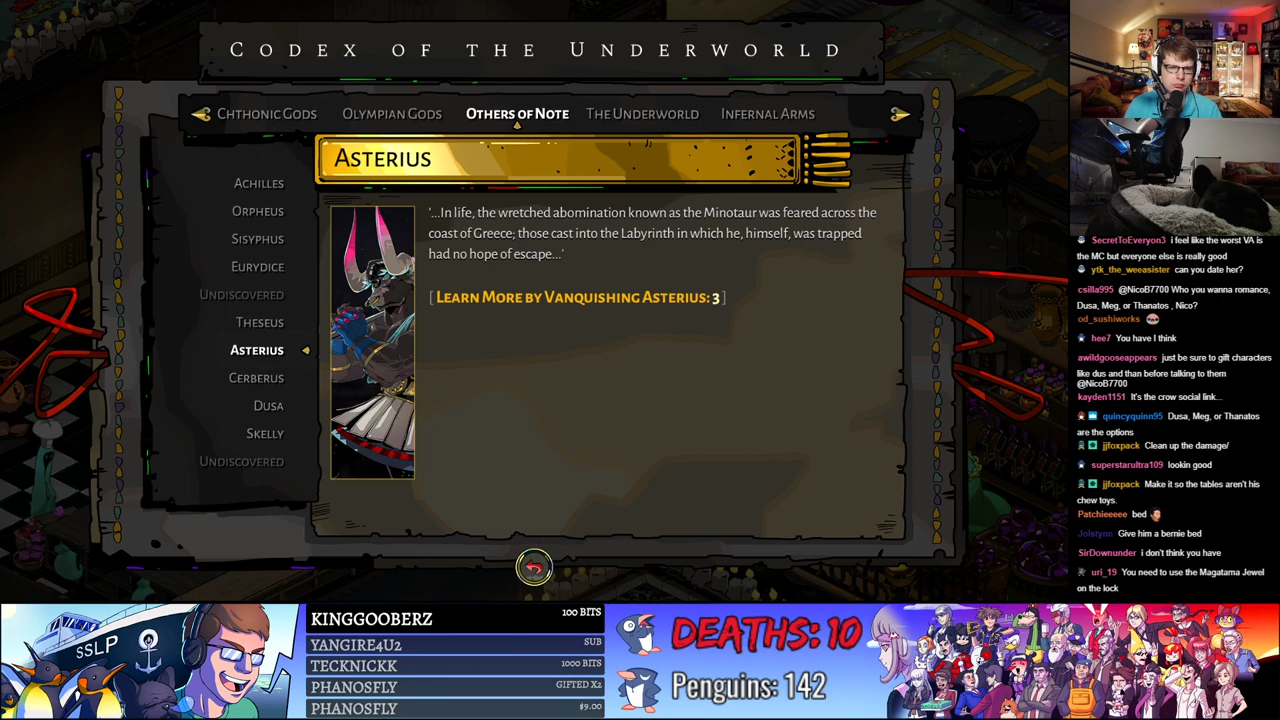 CODEX OF THE UNDERWORLD
CHTHONIC GODS OLYMPIAN GODS OTHERS OF NOTE THE UNDERWORLD INFERNAL ARMS
ASTERIUS
ACHILLES
ORPHEUS
SISYPHUS
EURYDICE
UNDISCOVERED
THESEUS
ASTERIUS
CERBERUS
DUSA
SKELLY
UNDISCOVERED
'...In life, the wretched abomination known as the Minotaur was feared across the
coast of Greece; those cast into the Labyrinth in which he, himself, was trapped
had no hope of escape...'
[ LEARN MORE BY VANQUISHING ASTERIUS: 3 ]
SecretToEveryon3 i feel like the worst VA is
the MC but everyone else is really good
ytk_the_weeasister can you date her?
csilla995 @NicoB7700 Who you wanna romance,
Dusa, Meg, or Thanatos , Nico?
od_sushiworks
hee7 You have I think
awildgooseappears just be sure to gift characters
like dus and than before talking to them
@NicoB7700
kayden1151 It's the crow social link...
quincyquinn95 Dusa, Meg, or Thanatos
are the options
jjfoxpack Clean up the damage/
superstarultra109 lookin good
jjfoxpack Make it so the tables aren't his
chew toys.
Patchieeeee bed
Jolstynn Give him a bernie bed
SirDownunder i don't think you have
uri_19 You need to use the Magatama Jewel
on the lock
SSLP
KINGGOOBERZ 100 BITS
YANGIRE4U2 SUB
TECKNICKK 1000 BITS
PHANOSFLY GIFTED X2
PHANOSFLY $9.00
DEATHS: 10
Penguins: 142